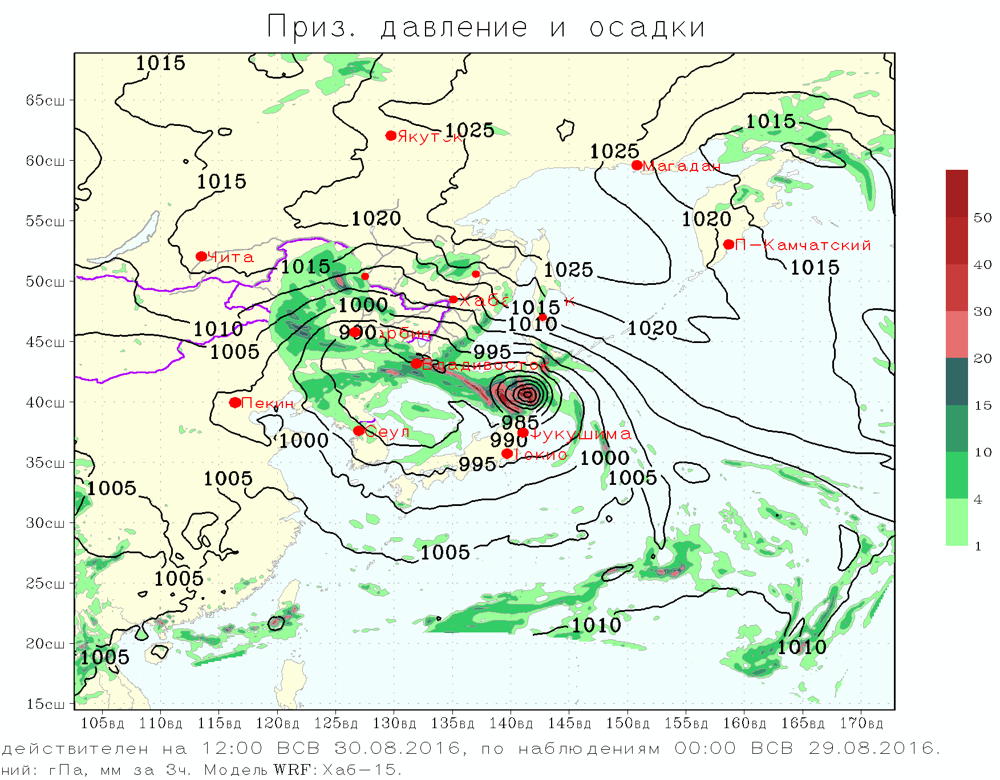 Приз. давление и осадки
1015
1025
Якутск
1015
1025
Магадан
65сш
60сш
55сш
50сш
45сш
40сш
35сш
30сш
25сш
20сш
15сш
1015
1020
1020
П-Камчатский
Чита
1015
1025
1015
1000
1015
1010
1010
1020
990
1005
995
Владивосток
Пекин
985
Сеул
1000
990
Фукушима
Токио
995
1000
1005
1005
1005
1005
1005
1010
1010
1005
50
40
30
20
15
10
4
1
105вд 110вд 115вд 120вд 125вд 130вд 135вд 140вд 145вд 150вд 155вд 160вд 165вд 170вд
действителен на 12:00 ВСВ 30.08.2016, по наблюдениям 00:00 ВСВ 29.08.2016.
ний: гПа, мм за 3ч. Модель WRF: Хаб-15.